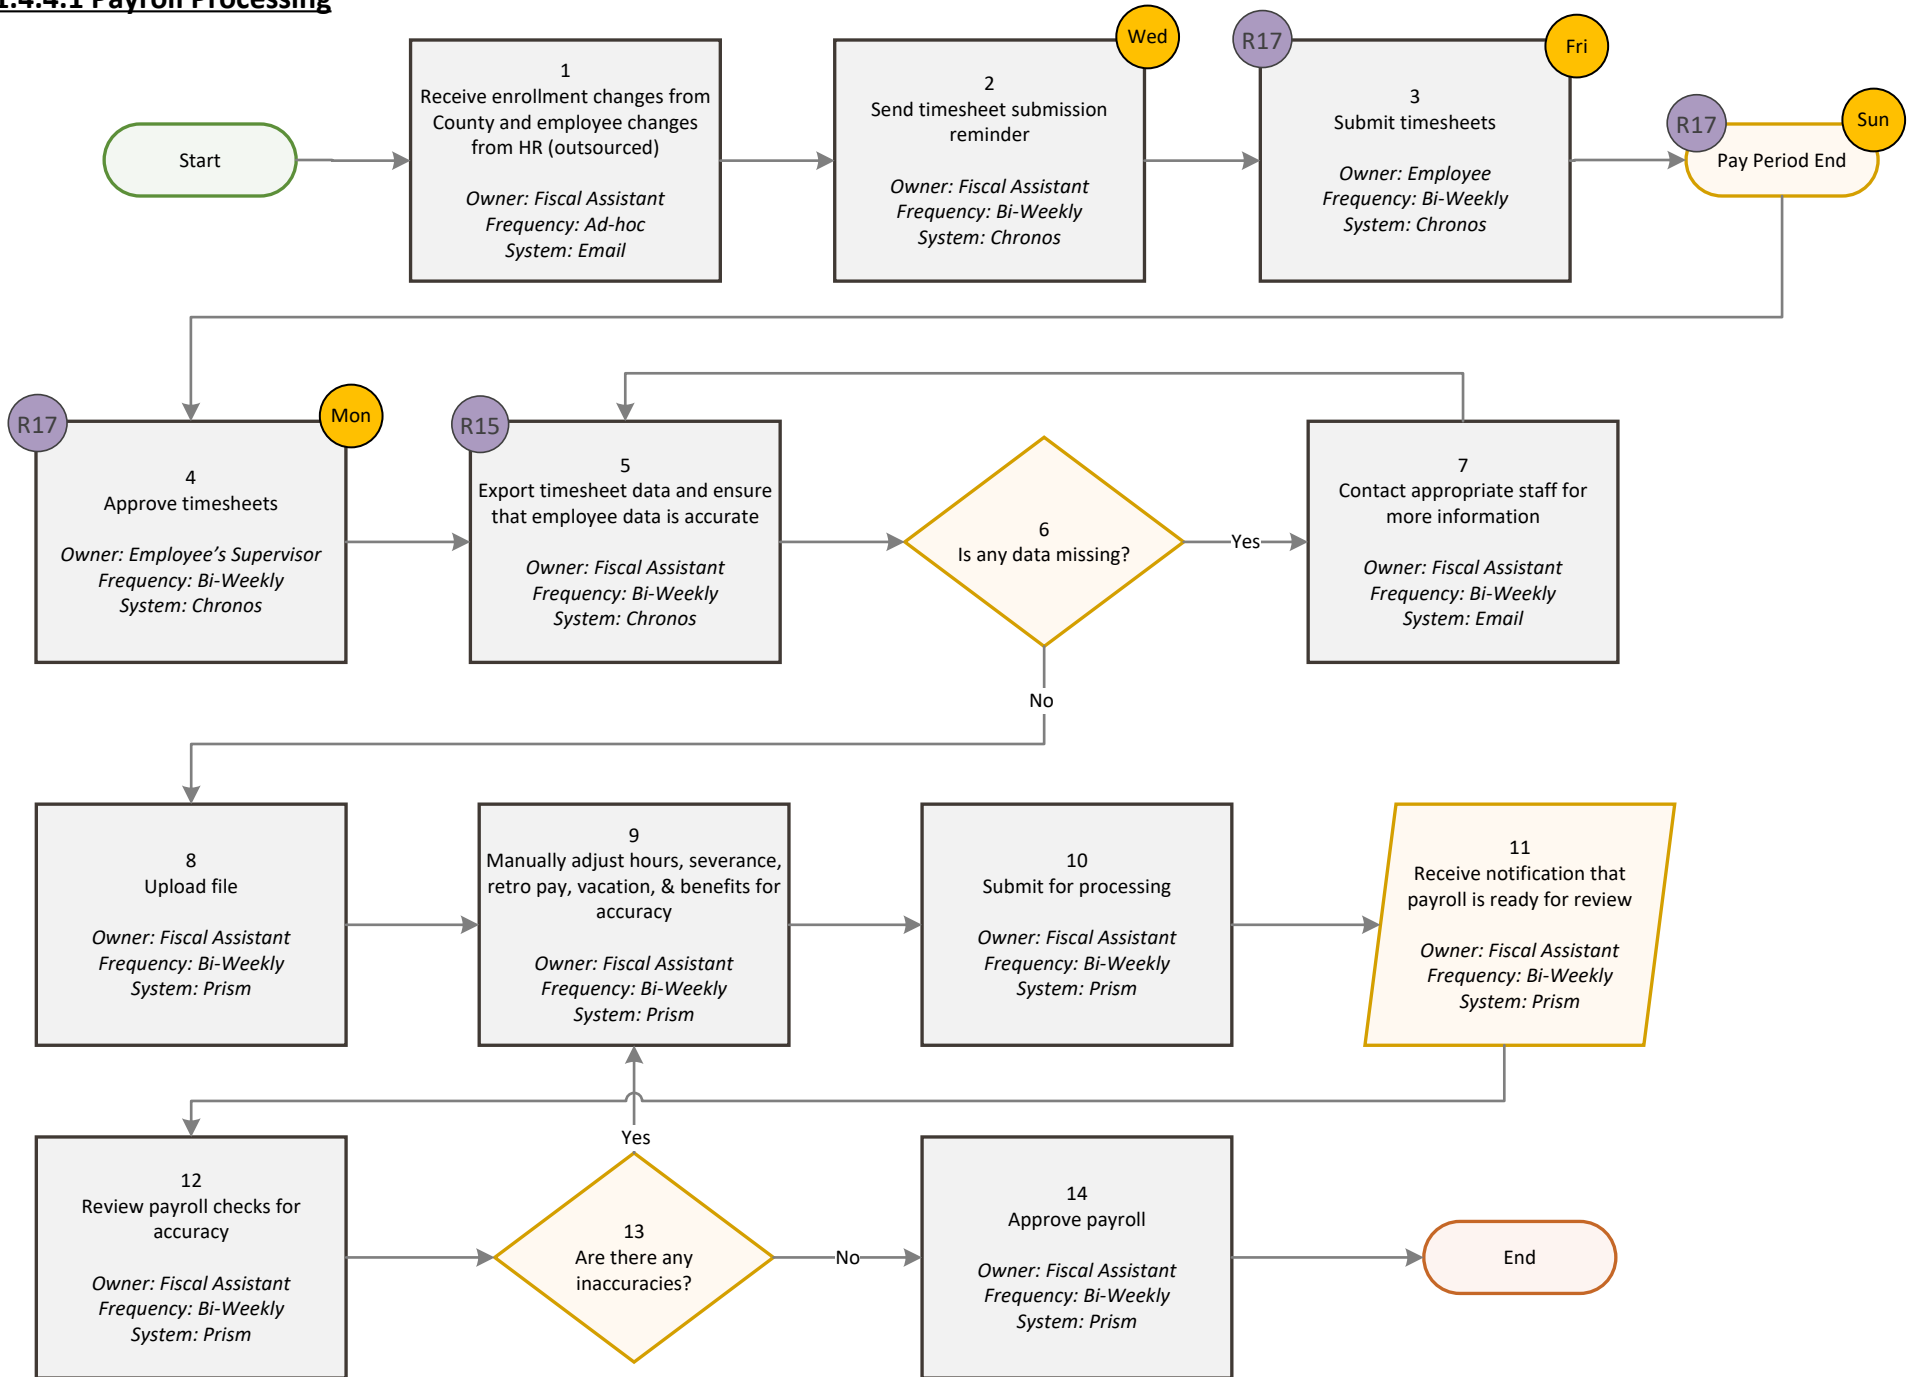 1.4.4.1 Payroll Processing
Start
1
Receive enrollment changes from
County and employee changes
from HR (outsourced)
Owner: Fiscal Assistant
Frequency: Ad-hoc
System: Email
Wed
2
Send timesheet submission
reminder
Owner: Fiscal Assistant
Frequency: Bi-Weekly
System: Chronos
R17
Fri
3
Submit timesheets
Owner: Employee
Frequency: Bi-Weekly
System: Chronos
R17
Sun
Pay Period End
R17
Mon
4
Approve timesheets
Owner: Employee’s Supervisor
Frequency: Bi-Weekly
System: Chronos
R15
5
Export timesheet data and ensure
that employee data is accurate
Owner: Fiscal Assistant
Frequency: Bi-Weekly
System: Chronos
6
Is any data missing?
Yes
No
7
Contact appropriate staff for
more information
Owner: Fiscal Assistant
Frequency: Bi-Weekly
System: Email
8
Upload file
Owner: Fiscal Assistant
Frequency: Bi-Weekly
System: Prism
9
Manually adjust hours, severance,
retro pay, vacation, & benefits for
accuracy
Owner: Fiscal Assistant
Frequency: Bi-Weekly
System: Prism
10
Submit for processing
Owner: Fiscal Assistant
Frequency: Bi-Weekly
System: Prism
11
Receive notification that
payroll is ready for review
Owner: Fiscal Assistant
Frequency: Bi-Weekly
System: Prism
12
Review payroll checks for
accuracy
Owner: Fiscal Assistant
Frequency: Bi-Weekly
System: Prism
Yes
13
Are there any
inaccuracies?
No
14
Approve payroll
Owner: Fiscal Assistant
Frequency: Bi-Weekly
System: Prism
End